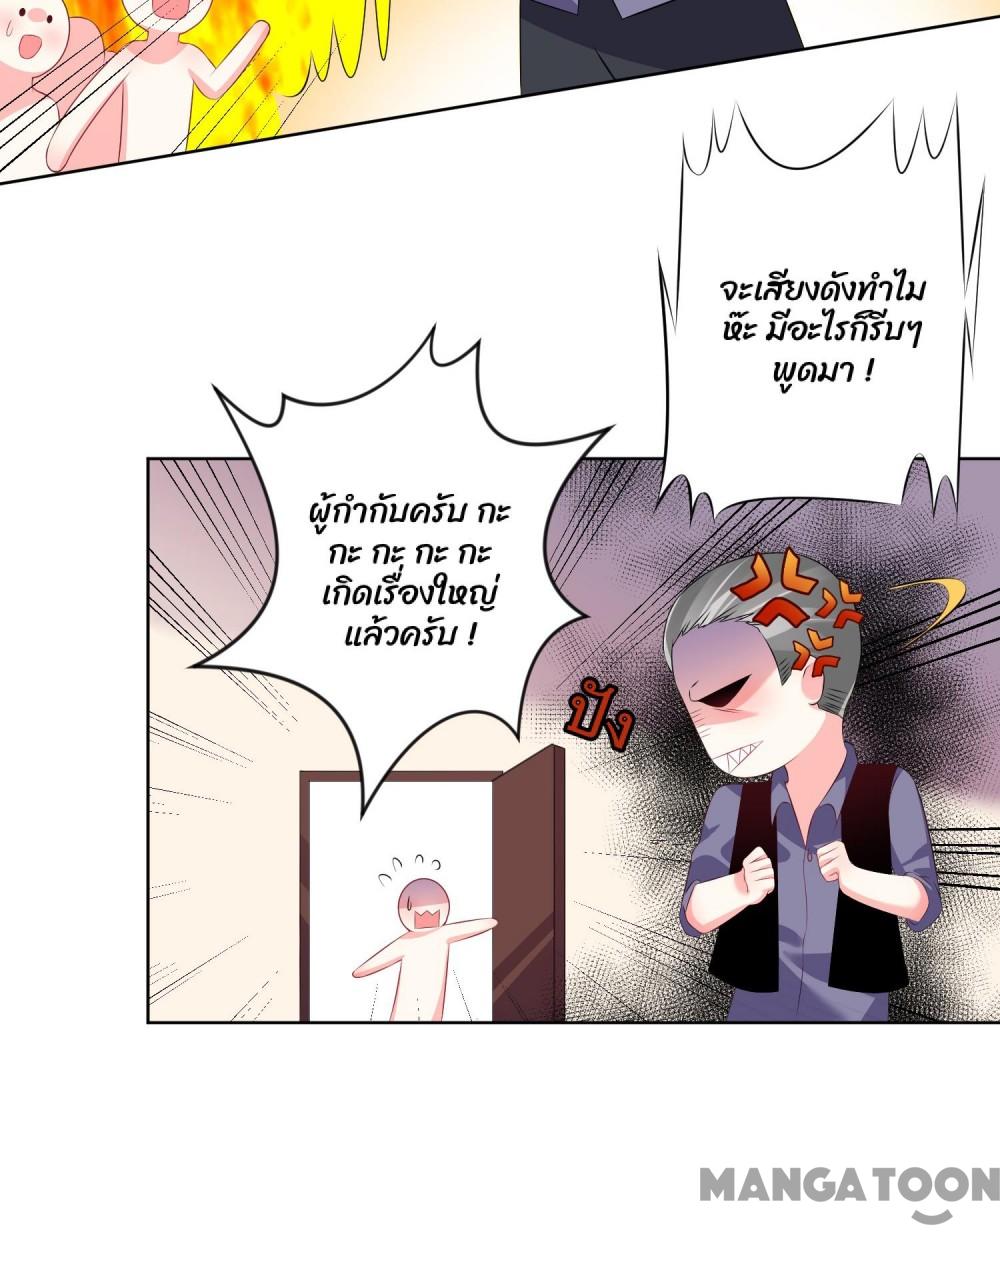 ผู้กำกับครับ กะ
กะ กะ กะ กะ
เกิดเรื่องใหญ่
แล้วครับ !
จะเสียงดังทำไม
ห๊ะ มีอะไรก็รีบๆ
พูดมา !
ปัง
MANGATOON